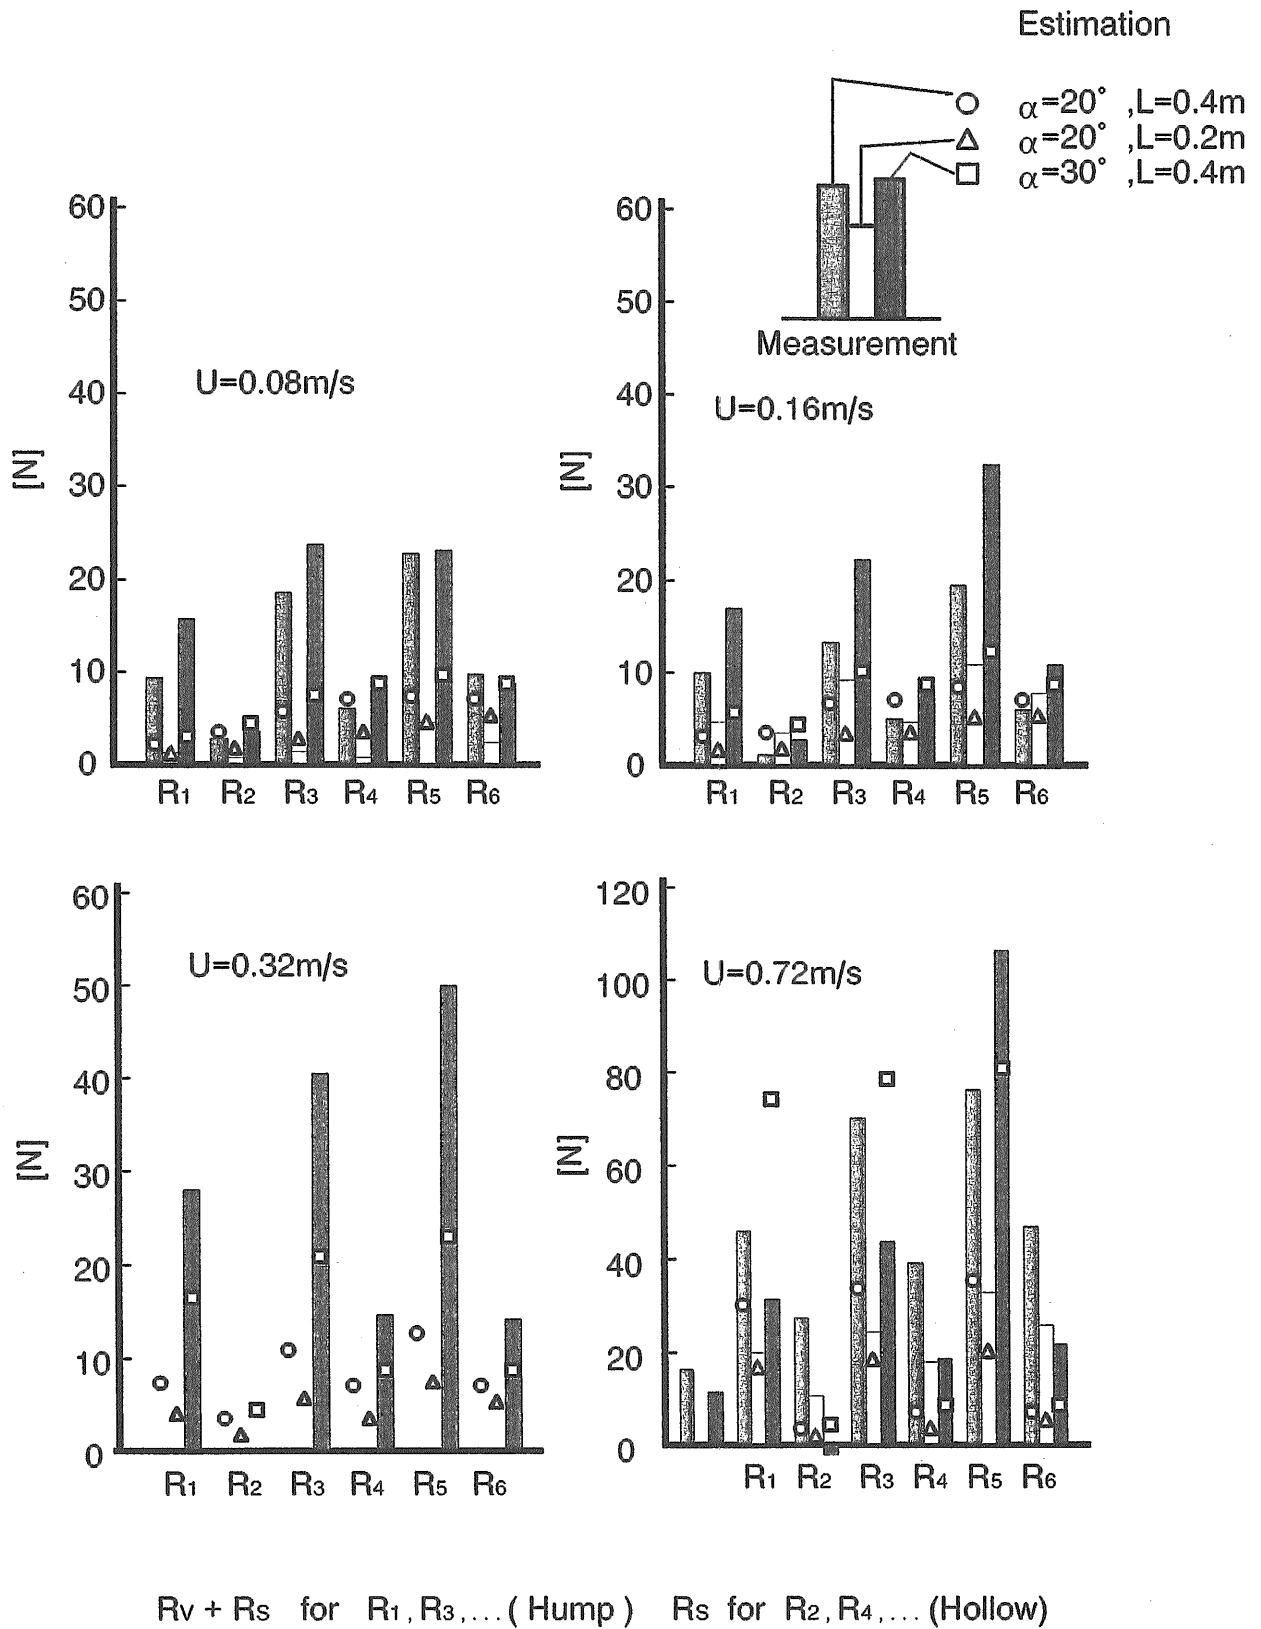 Estimation
α=20° ,L=0.4m
α=20° ,L=0.2m
α=30° ,L=0.4m
Measurement
60
50
40
30
20
10
0
[N]
U=0.08m/s
R1 R2 R3 R4 R5 R6
60
50
40
30
20
10
0
[N]
U=0.16m/s
R1 R2 R3 R4 R5 R6
60
50
40
30
20
10
0
[N]
U=0.32m/s
R1 R2 R3 R4 R5 R6
120
100
80
60
40
20
0
[N]
U=0.72m/s
R1 R2 R3 R4 R5 R6
Rv + Rs for R1,R3,...( Hump ) Rs for R2,R4,... (Hollow)